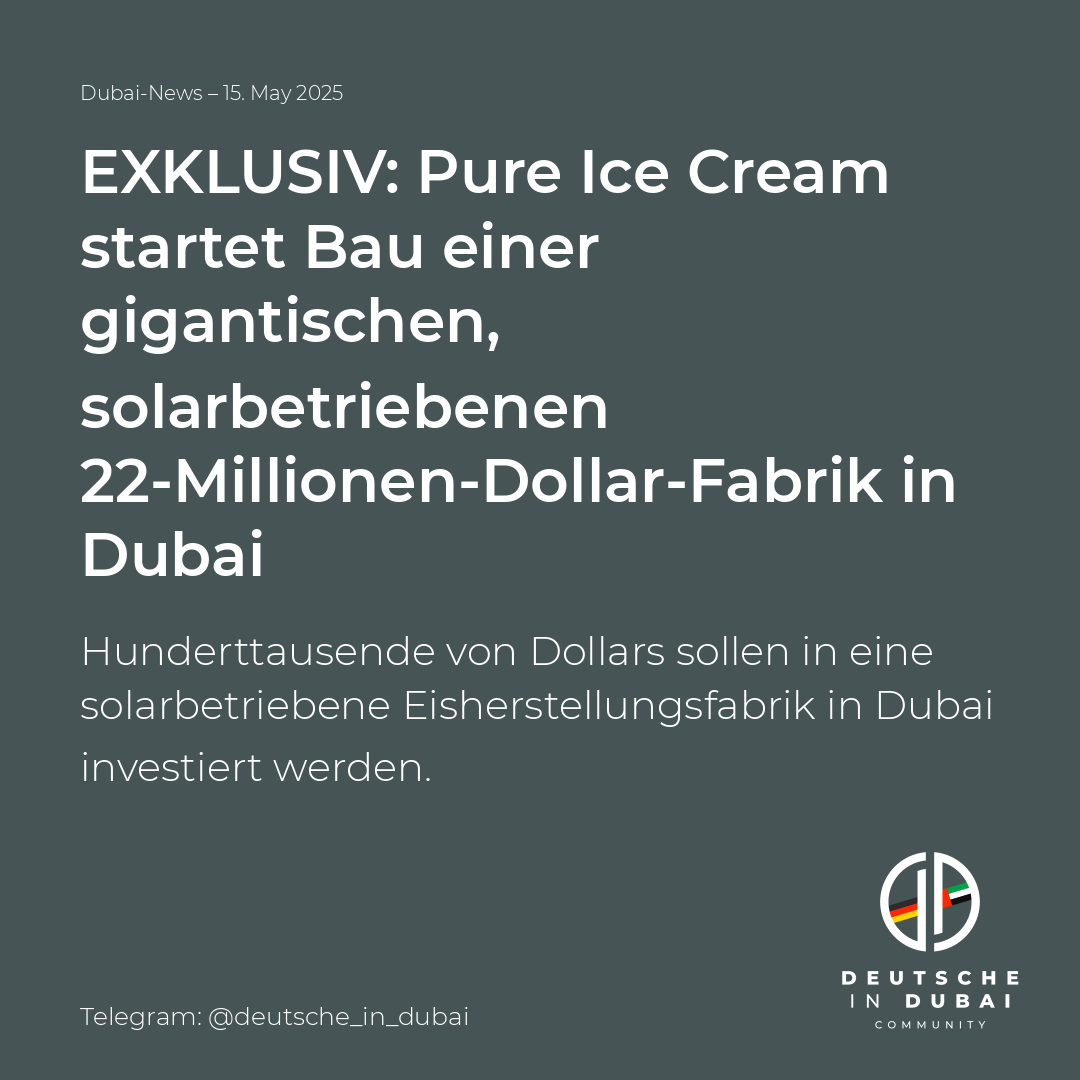 Dubai-News – 15. May 2025
EXKLUSIV: Pure Ice Cream
startet Bau einer
gigantischen,
solarbetriebenen
22-Millionen-Dollar-Fabrik in
Dubai
Hunderttausende von Dollars sollen in eine
solarbetriebene Eisherstellungsfabrik in Dubai
investiert werden.
DEUTSCHE
IN DUBAI
COMMUNITY
Telegram: @deutsche_in_dubai